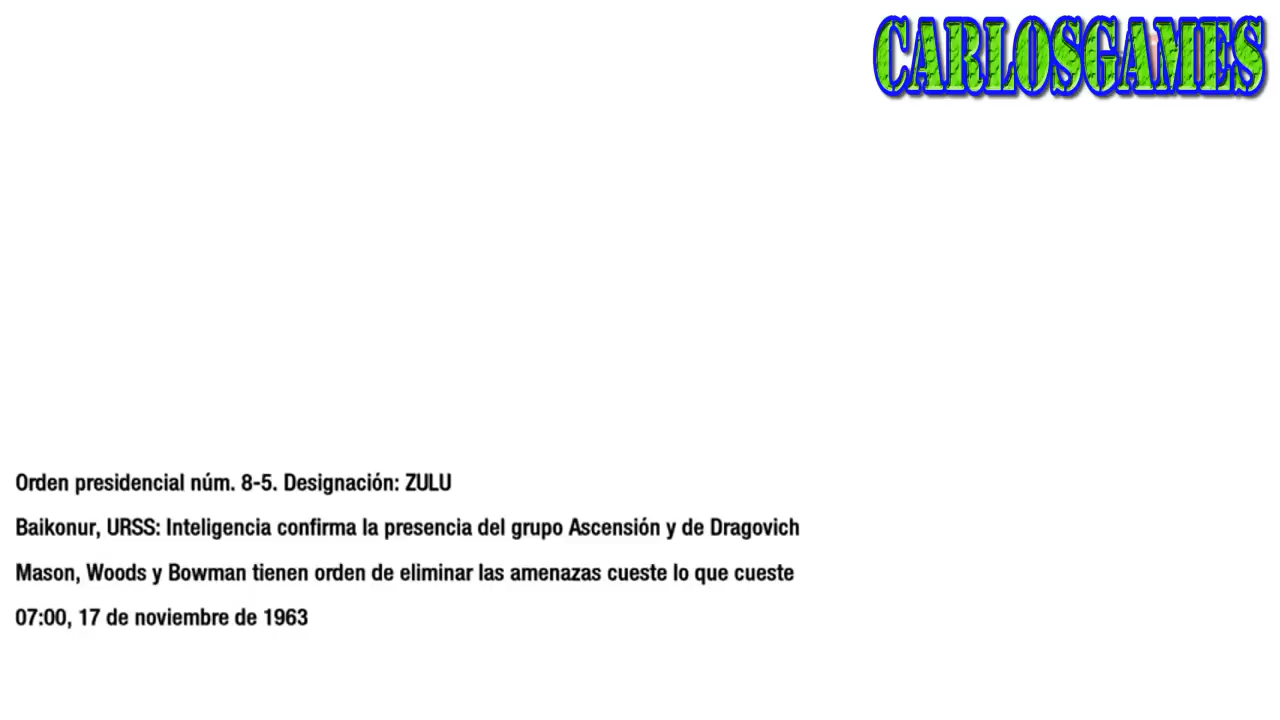 CARLOSGAMES
Orden presidencial núm. 8-5. Designación: ZULU
Baikonur, URSS: Inteligencia confirma la presencia del grupo Ascensión y de Dragovich
Mason, Woods y Bowman tienen orden de eliminar las amenazas cueste lo que cueste
07:00, 17 de noviembre de 1963